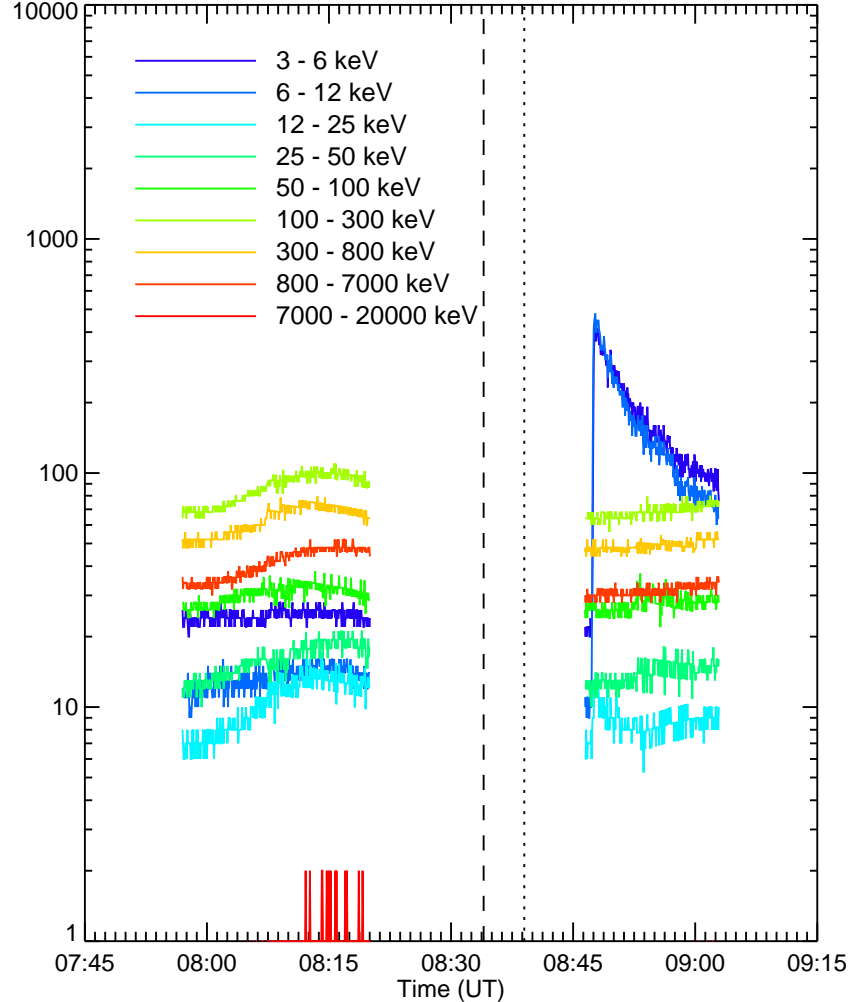 10000
3 - 6 keV
6 - 12 keV
12 - 25 keV
25 - 50 keV
50 - 100 keV
100 - 300 keV
1000
300 - 800 keV
800 - 7000 keV
7000 - 20000 keV
100
10
1
07:45 08:00 08:15 08:30 08:45 09:00 09:15
Time (UT)